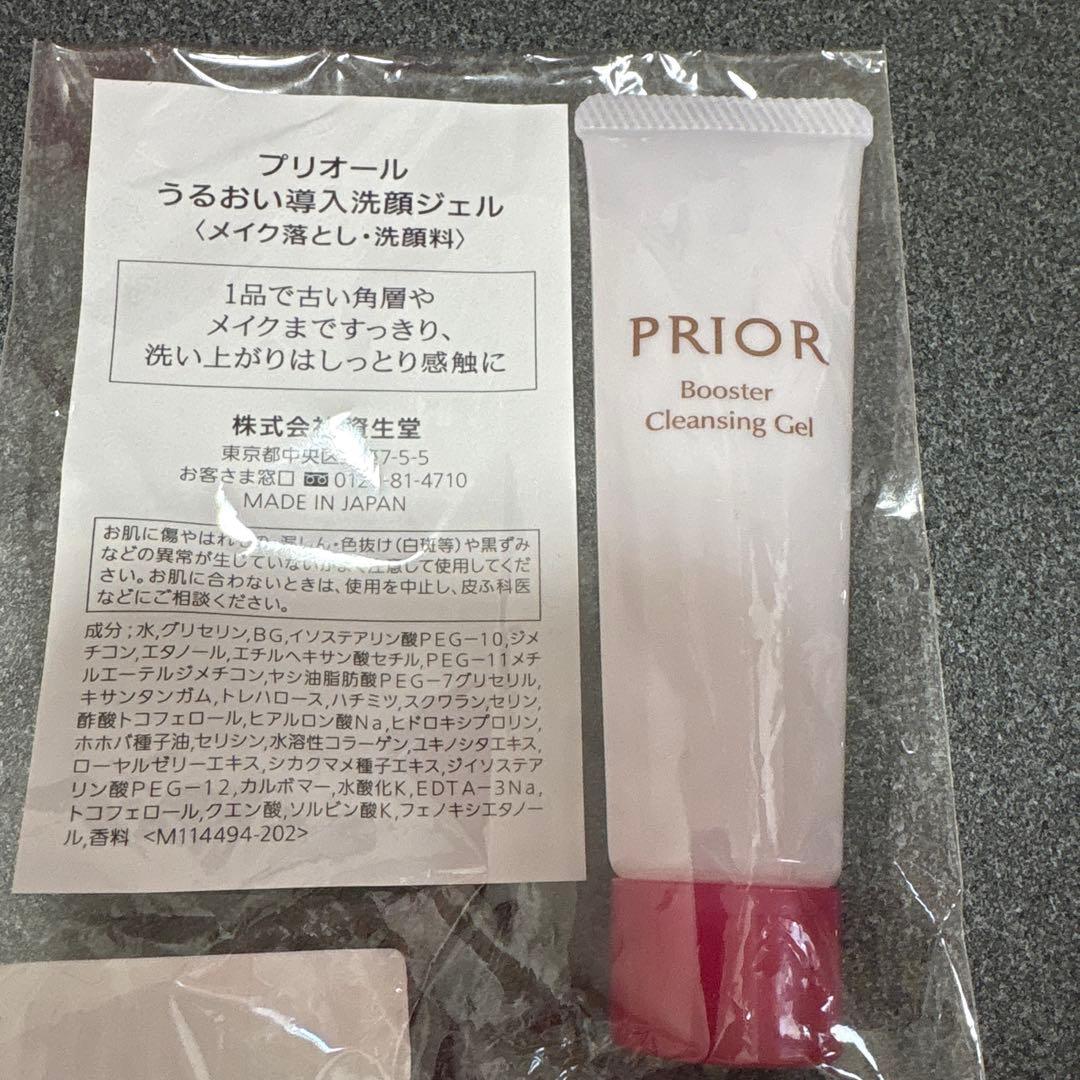 プリオール
うるおい導入洗顔ジェル
〈メイク落とし・洗顔料〉
1品で古い角層や
メイクまですっきり、
洗い上がりはしっとり感触に
株式会社資生堂
東京都中央区 7-5-5
お客さま窓口 012 -81-4710
MADE IN JAPAN
お肌に傷やはれもの、湿しん・色抜け(白斑等)や黒ずみ
などの異常が生じていないか 注意して使用してくだ
さい。お肌に合わないときは、使用を中止し、皮ふ科医
などにご相談ください。
成分;水,グリセリン,BG,イソステアリン酸PEG-10,ジメ
チコン,エタノール,エチルヘキサン酸セチル,PEG-11メチ
ルエーテルジメチコン,ヤシ油脂肪酸PEG-7グリセリル,
キサンタンガム,トレハロース,ハチミツ,スクワラン,セリン,
酢酸トコフェロール,ヒアルロン酸Na,ヒドロキシプロリン,
ホホバ種子油,セリシン,水溶性コラーゲン,ユキノシタエキス,
ローヤルゼリーエキス,シカクマメ種子エキス,ジイソステア
リン酸PEG-12,カルボマー,水酸化K,EDTA-3Na,
トコフェロール,クエン酸,ソルビン酸K,フェノキシエタノー
ル,香料 <M114494-202>
PRIOR
Booster
Cleansing Gel